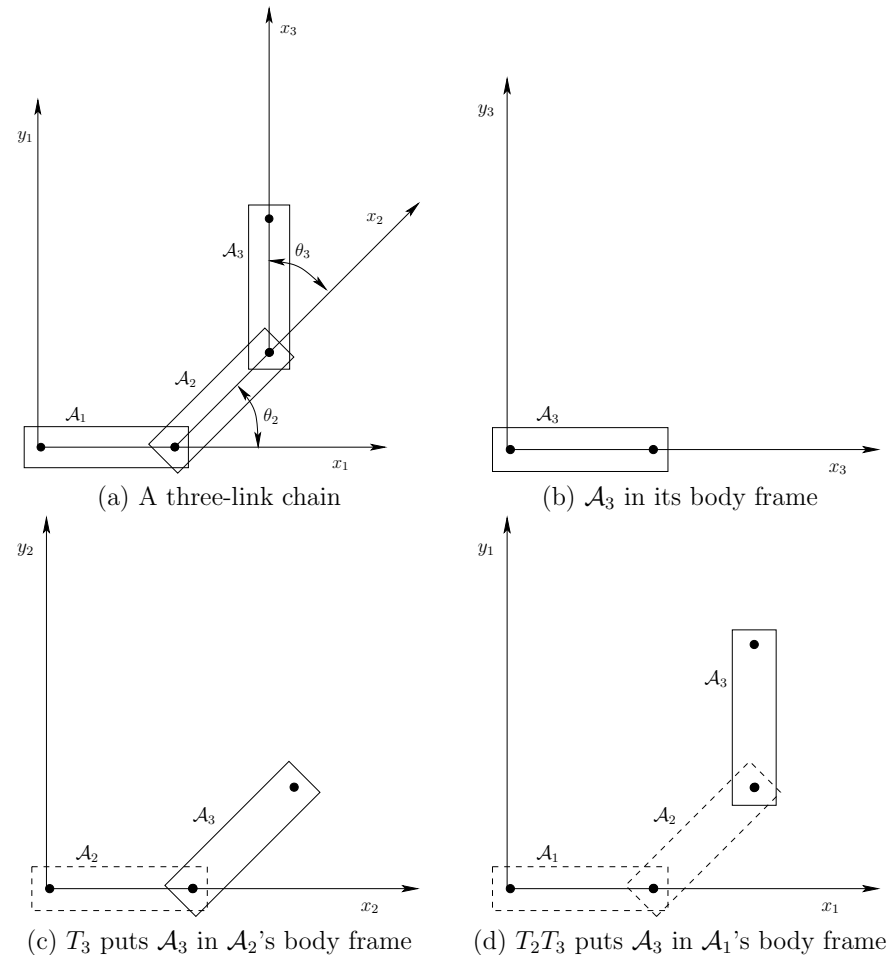 x₃
y₁
x₂
𝒜₃
θ₃
𝒜₂
𝒜₁
θ₂
x₁
(a) A three-link chain
y₃
𝒜₃
x₃
(b) 𝒜₃ in its body frame
y₂
𝒜₃
𝒜₂
x₂
(c) T₃ puts 𝒜₃ in 𝒜₂'s body frame
y₁
𝒜₃
𝒜₂
𝒜₁
x₁
(d) T₂T₃ puts 𝒜₃ in 𝒜₁'s body frame